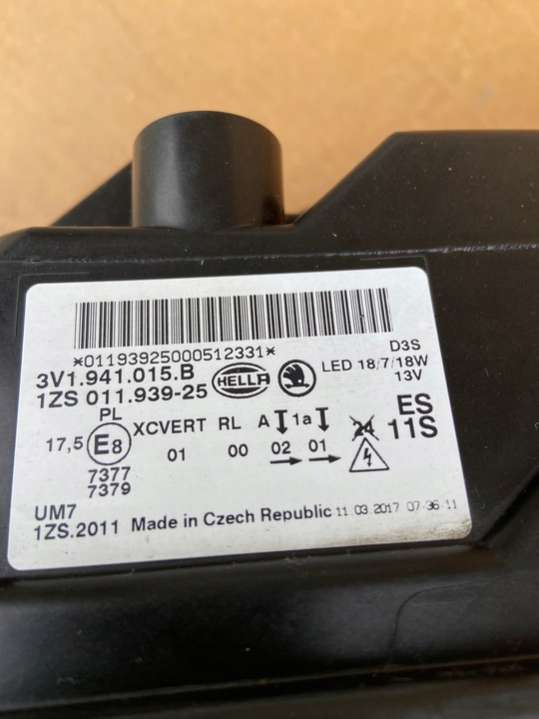 *01193925000512331*
D3S
3V1.941.015.B
HELLA
LED 18/7/18W
1ZS 011.939-25
13V
PL
XCVERT RL A 1a
24
ES
17,5 E8
01 00 02 01
11S
7377
7379
UM7
1ZS.2011 Made in Czech Republic 11 03.2017 07:36:11